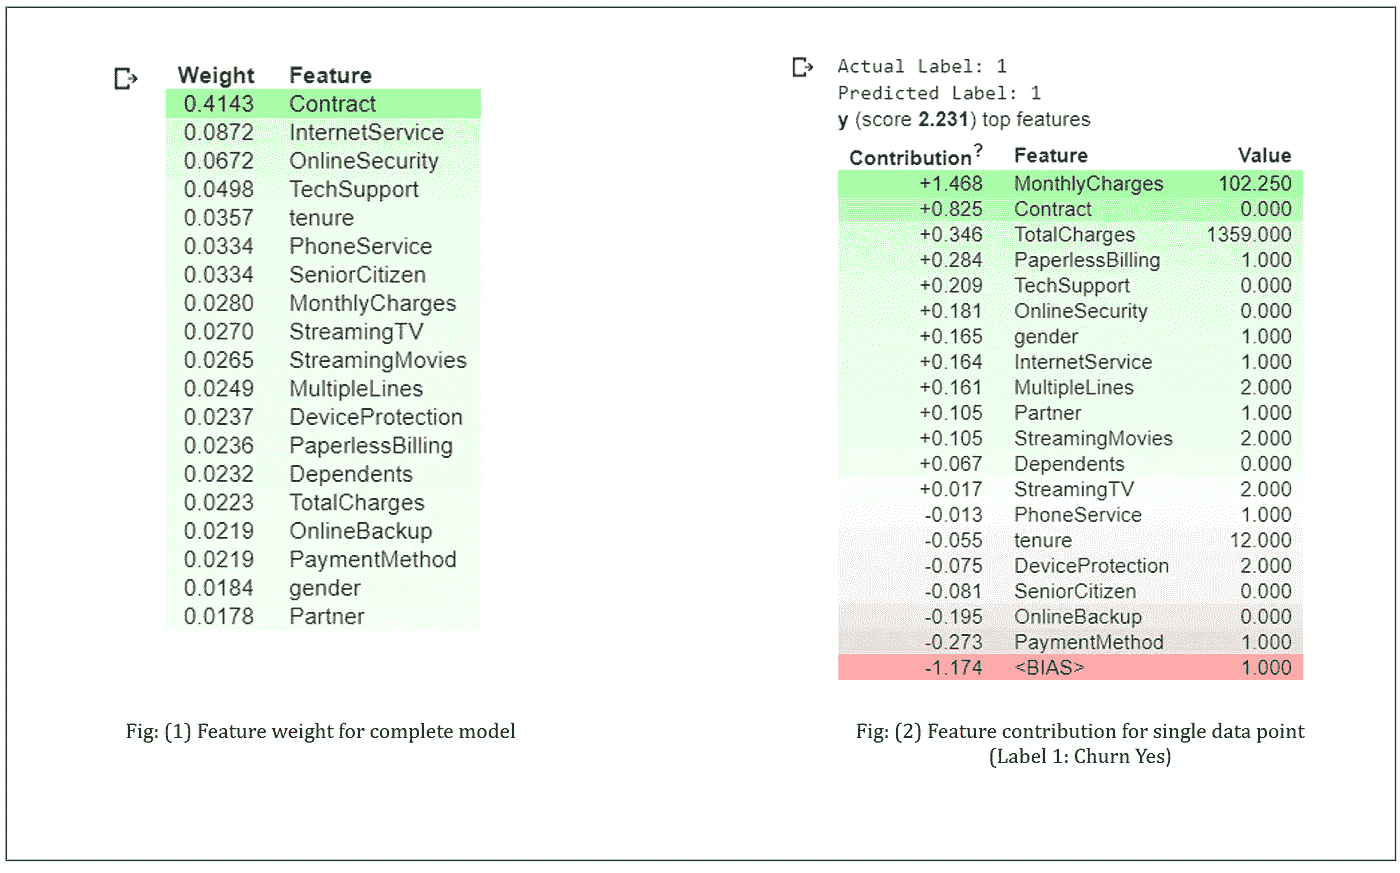 Weight Feature
0.4143 Contract
0.0872 InternetService
0.0672 OnlineSecurity
0.0498 TechSupport
0.0357 tenure
0.0334 PhoneService
0.0334 SeniorCitizen
0.0280 MonthlyCharges
0.0270 StreamingTV
0.0265 StreamingMovies
0.0249 MultipleLines
0.0237 DeviceProtection
0.0236 PaperlessBilling
0.0232 Dependents
0.0223 TotalCharges
0.0219 OnlineBackup
0.0219 PaymentMethod
0.0184 gender
0.0178 Partner
Fig: (1) Feature weight for complete model
Actual Label: 1
Predicted Label: 1
y (score 2.231) top features
Contribution? Feature Value
+1.468 MonthlyCharges 102.250
+0.825 Contract 0.000
+0.346 TotalCharges 1359.000
+0.284 PaperlessBilling 1.000
+0.209 TechSupport 0.000
+0.181 OnlineSecurity 0.000
+0.165 gender 1.000
+0.164 InternetService 1.000
+0.161 MultipleLines 2.000
+0.105 Partner 1.000
+0.105 StreamingMovies 2.000
+0.067 Dependents 0.000
+0.017 StreamingTV 2.000
-0.013 PhoneService 1.000
-0.055 tenure 12.000
-0.075 DeviceProtection 2.000
-0.081 SeniorCitizen 0.000
-0.195 OnlineBackup 0.000
-0.273 PaymentMethod 1.000
-1.174 <BIAS> 1.000
Fig: (2) Feature contribution for single data point
(Label 1: Churn Yes)